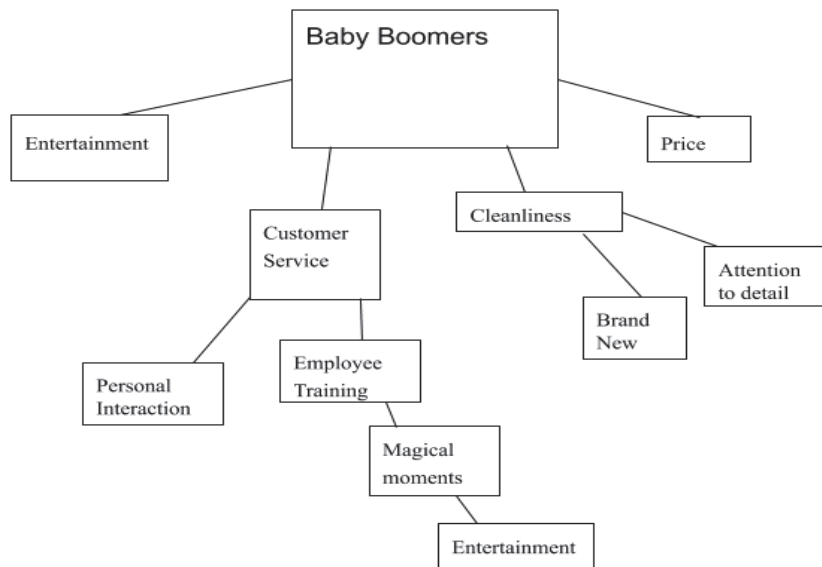 Baby Boomers
Entertainment
Price
Customer
Service
Cleanliness
Attention
to detail
Brand
New
Personal
Interaction
Employee
Training
Magical
moments
Entertainment